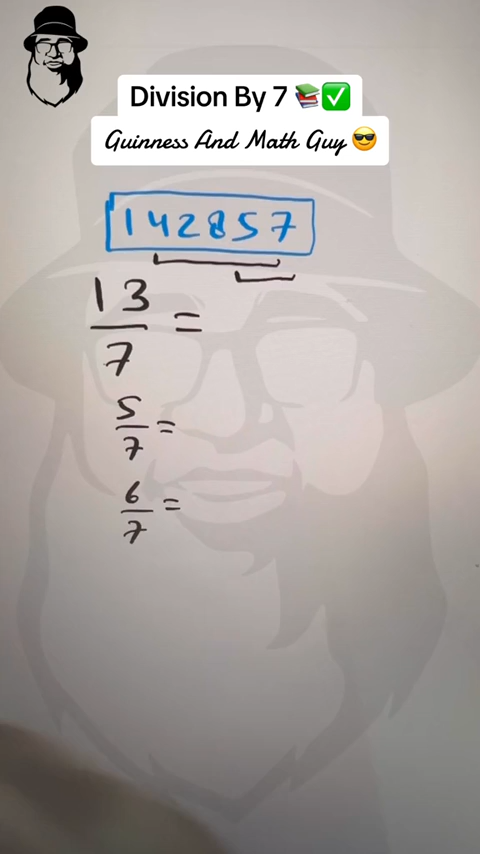 Division By 7 📚✅
Guinness And Math Guy 😎
142857
13/7 =
5/7 =
6/7 =